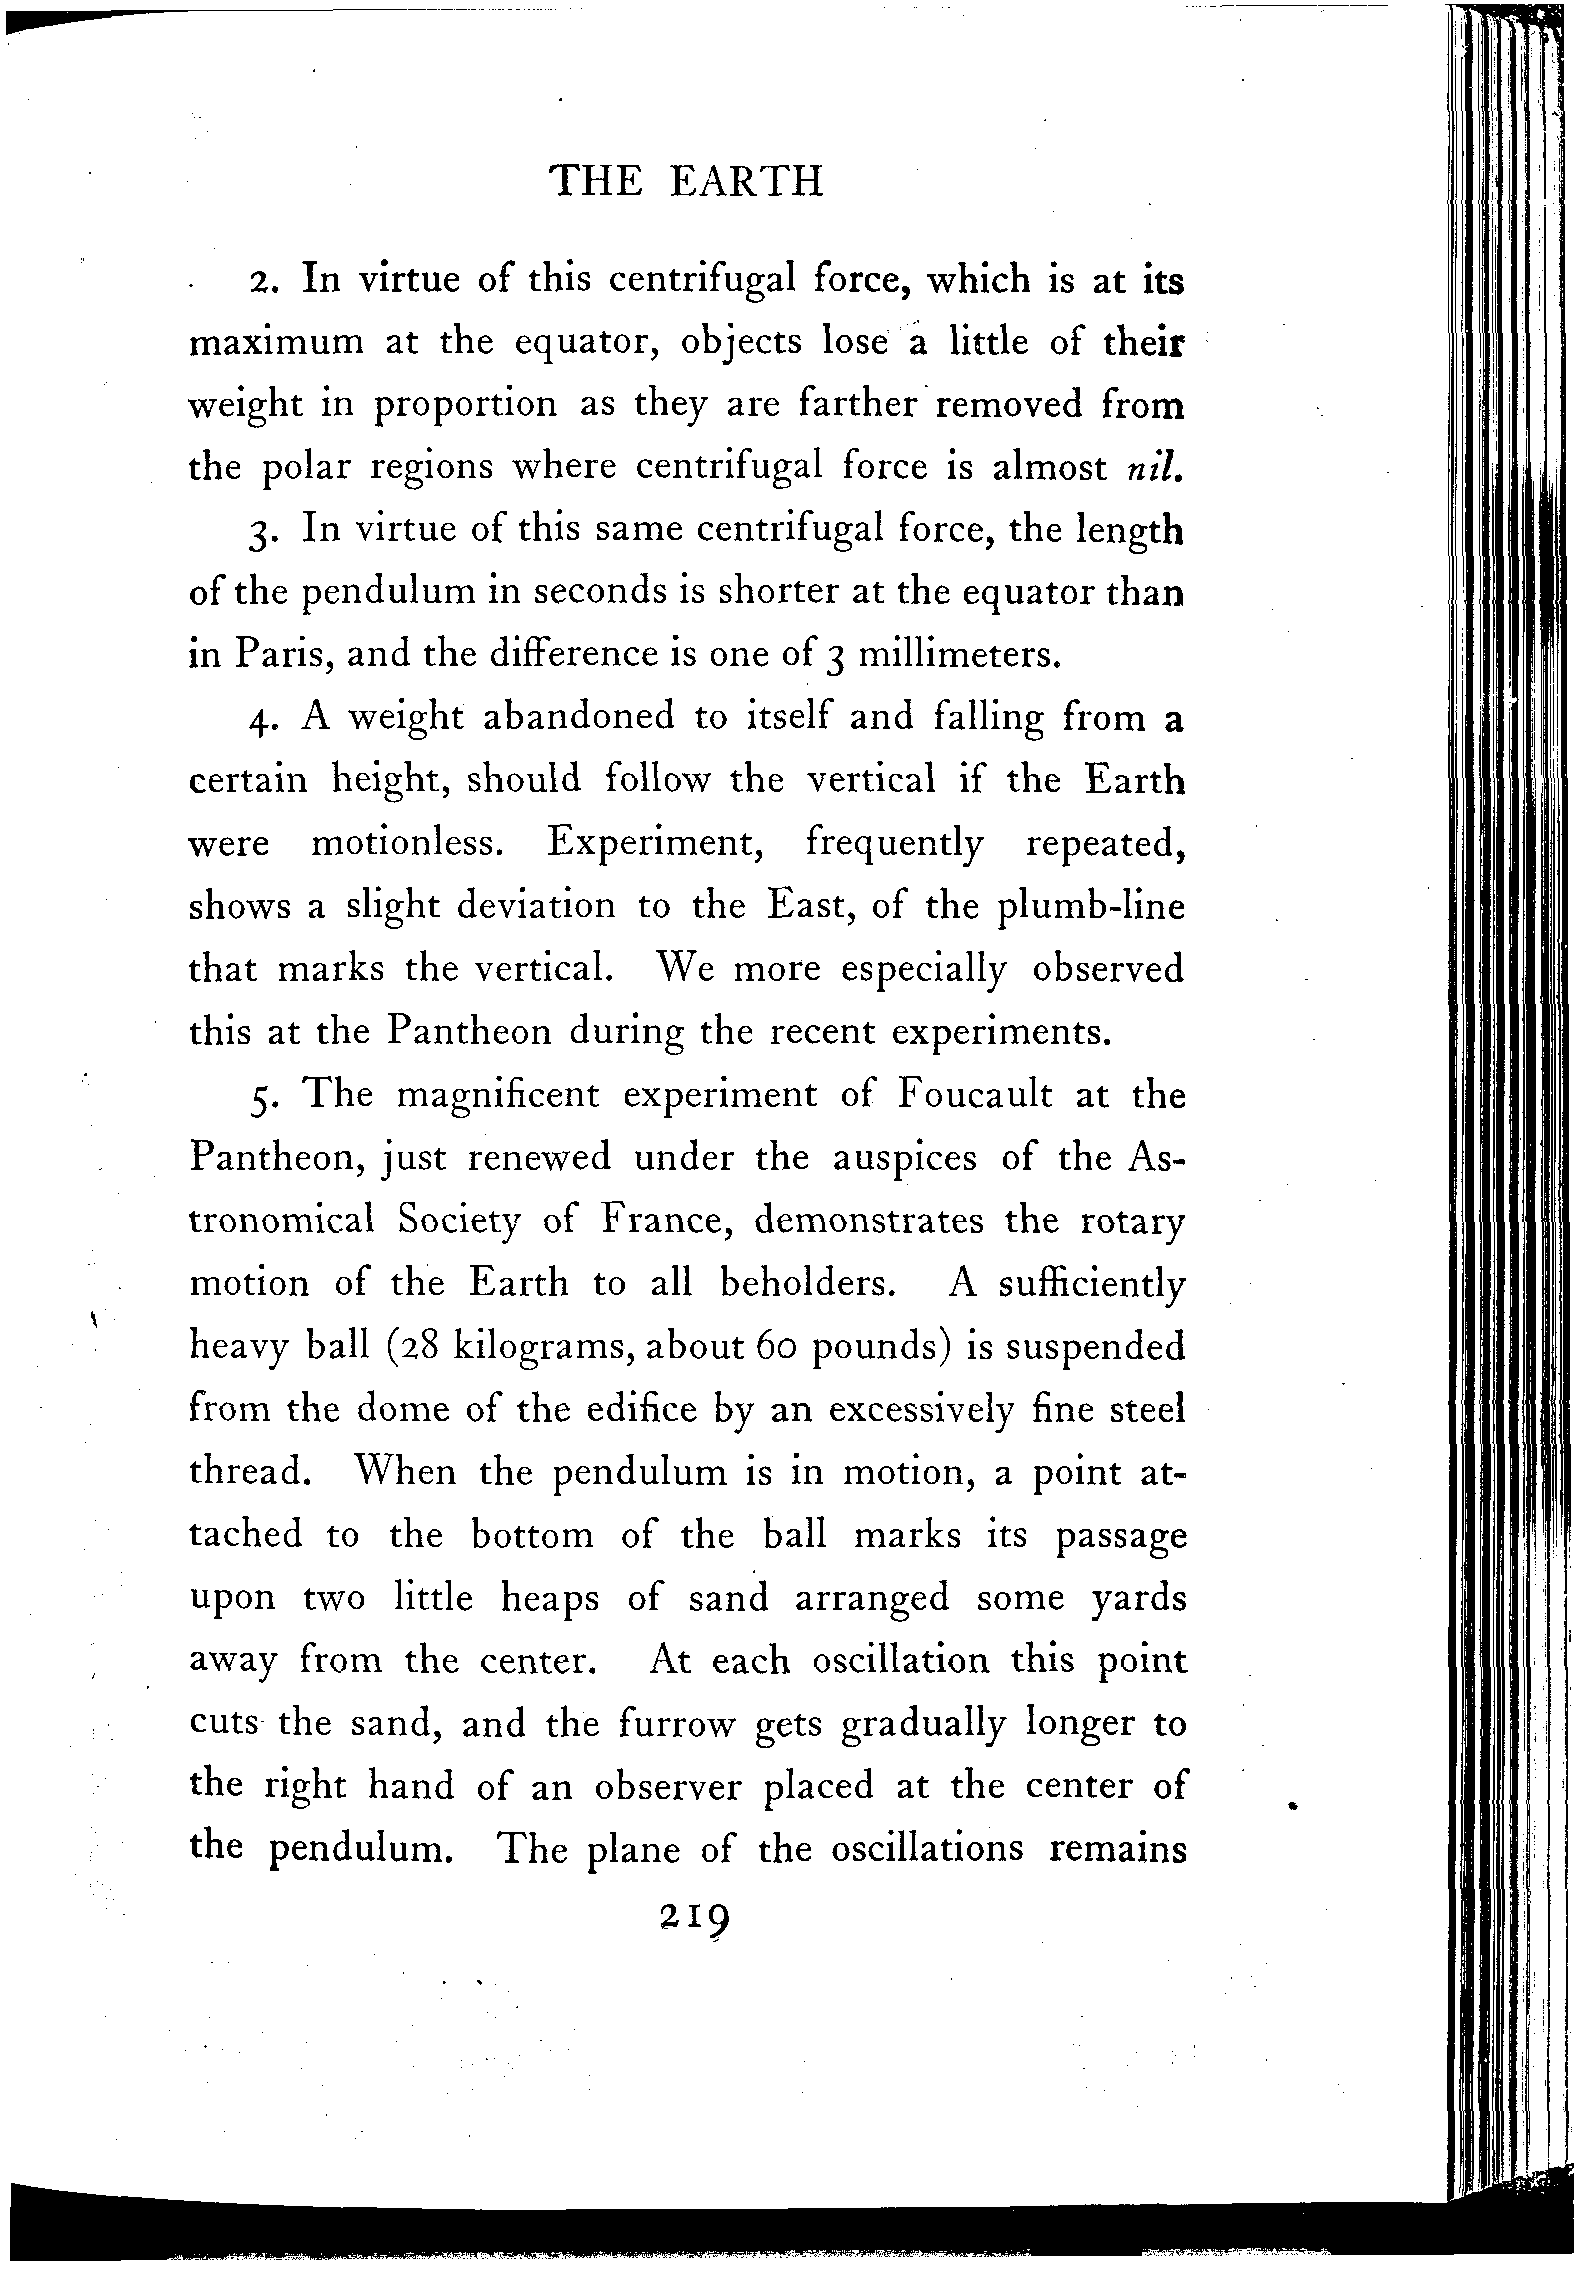 THE EARTH
2. In virtue of this centrifugal force, which is at its
maximum at the equator, objects lose a little of their
weight in proportion as they are farther removed from
the polar regions where centrifugal force is almost nil.
3. In virtue of this same centrifugal force, the length
of the pendulum in seconds is shorter at the equator than
in Paris, and the difference is one of 3 millimeters.
4. A weight abandoned to itself and falling from a
certain height, should follow the vertical if the Earth
were motionless. Experiment, frequently repeated,
shows a slight deviation to the East, of the plumb-line
that marks the vertical. We more especially observed
this at the Pantheon during the recent experiments.
5. The magnificent experiment of Foucault at the
Pantheon, just renewed under the auspices of the As-
tronomical Society of France, demonstrates the rotary
motion of the Earth to all beholders. A sufficiently
heavy ball (28 kilograms, about 60 pounds) is suspended
from the dome of the edifice by an excessively fine steel
thread. When the pendulum is in motion, a point at-
tached to the bottom of the ball marks its passage
upon two little heaps of sand arranged some yards
away from the center. At each oscillation this point
cuts the sand, and the furrow gets gradually longer to
the right hand of an observer placed at the center of
the pendulum. The plane of the oscillations remains
219